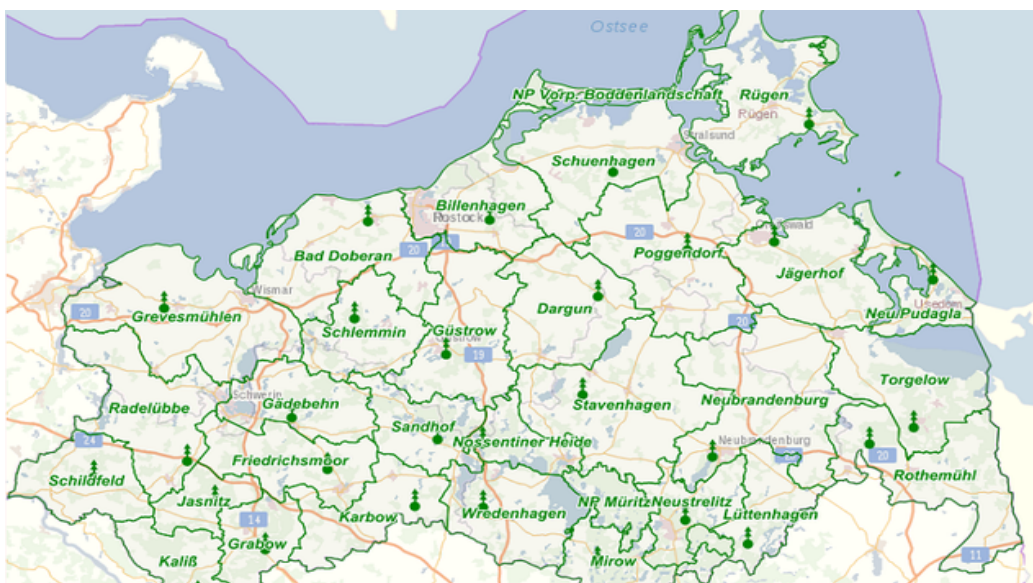 Ostsee
NP Vorp. Boddenlandschaft
Rügen
Rügen
Stralsund
Schuenhagen
Billenhagen
Rostock
20
20
Bad Doberan
Poggendorf
Jägerhof
Wismar
20
Grevesmühlen
Schlemmin
Güstrow
Güstrow
Dargun
Usedom
Neu Pudagla
20
19
Torgelow
Radelübbe
Schwerin
Gädebehn
Stavenhagen
Neubrandenburg
Sandhof
Nossentiner Heide
Neubrandenburg
24
20
20
Schildfeld
Friedrichsmoor
Rothemühl
Jasnitz
Karbow
Wredenhagen
NP Müritz
Neustrelitz
Lüttenhagen
14
Grabow
Kaliß
Mirow
11